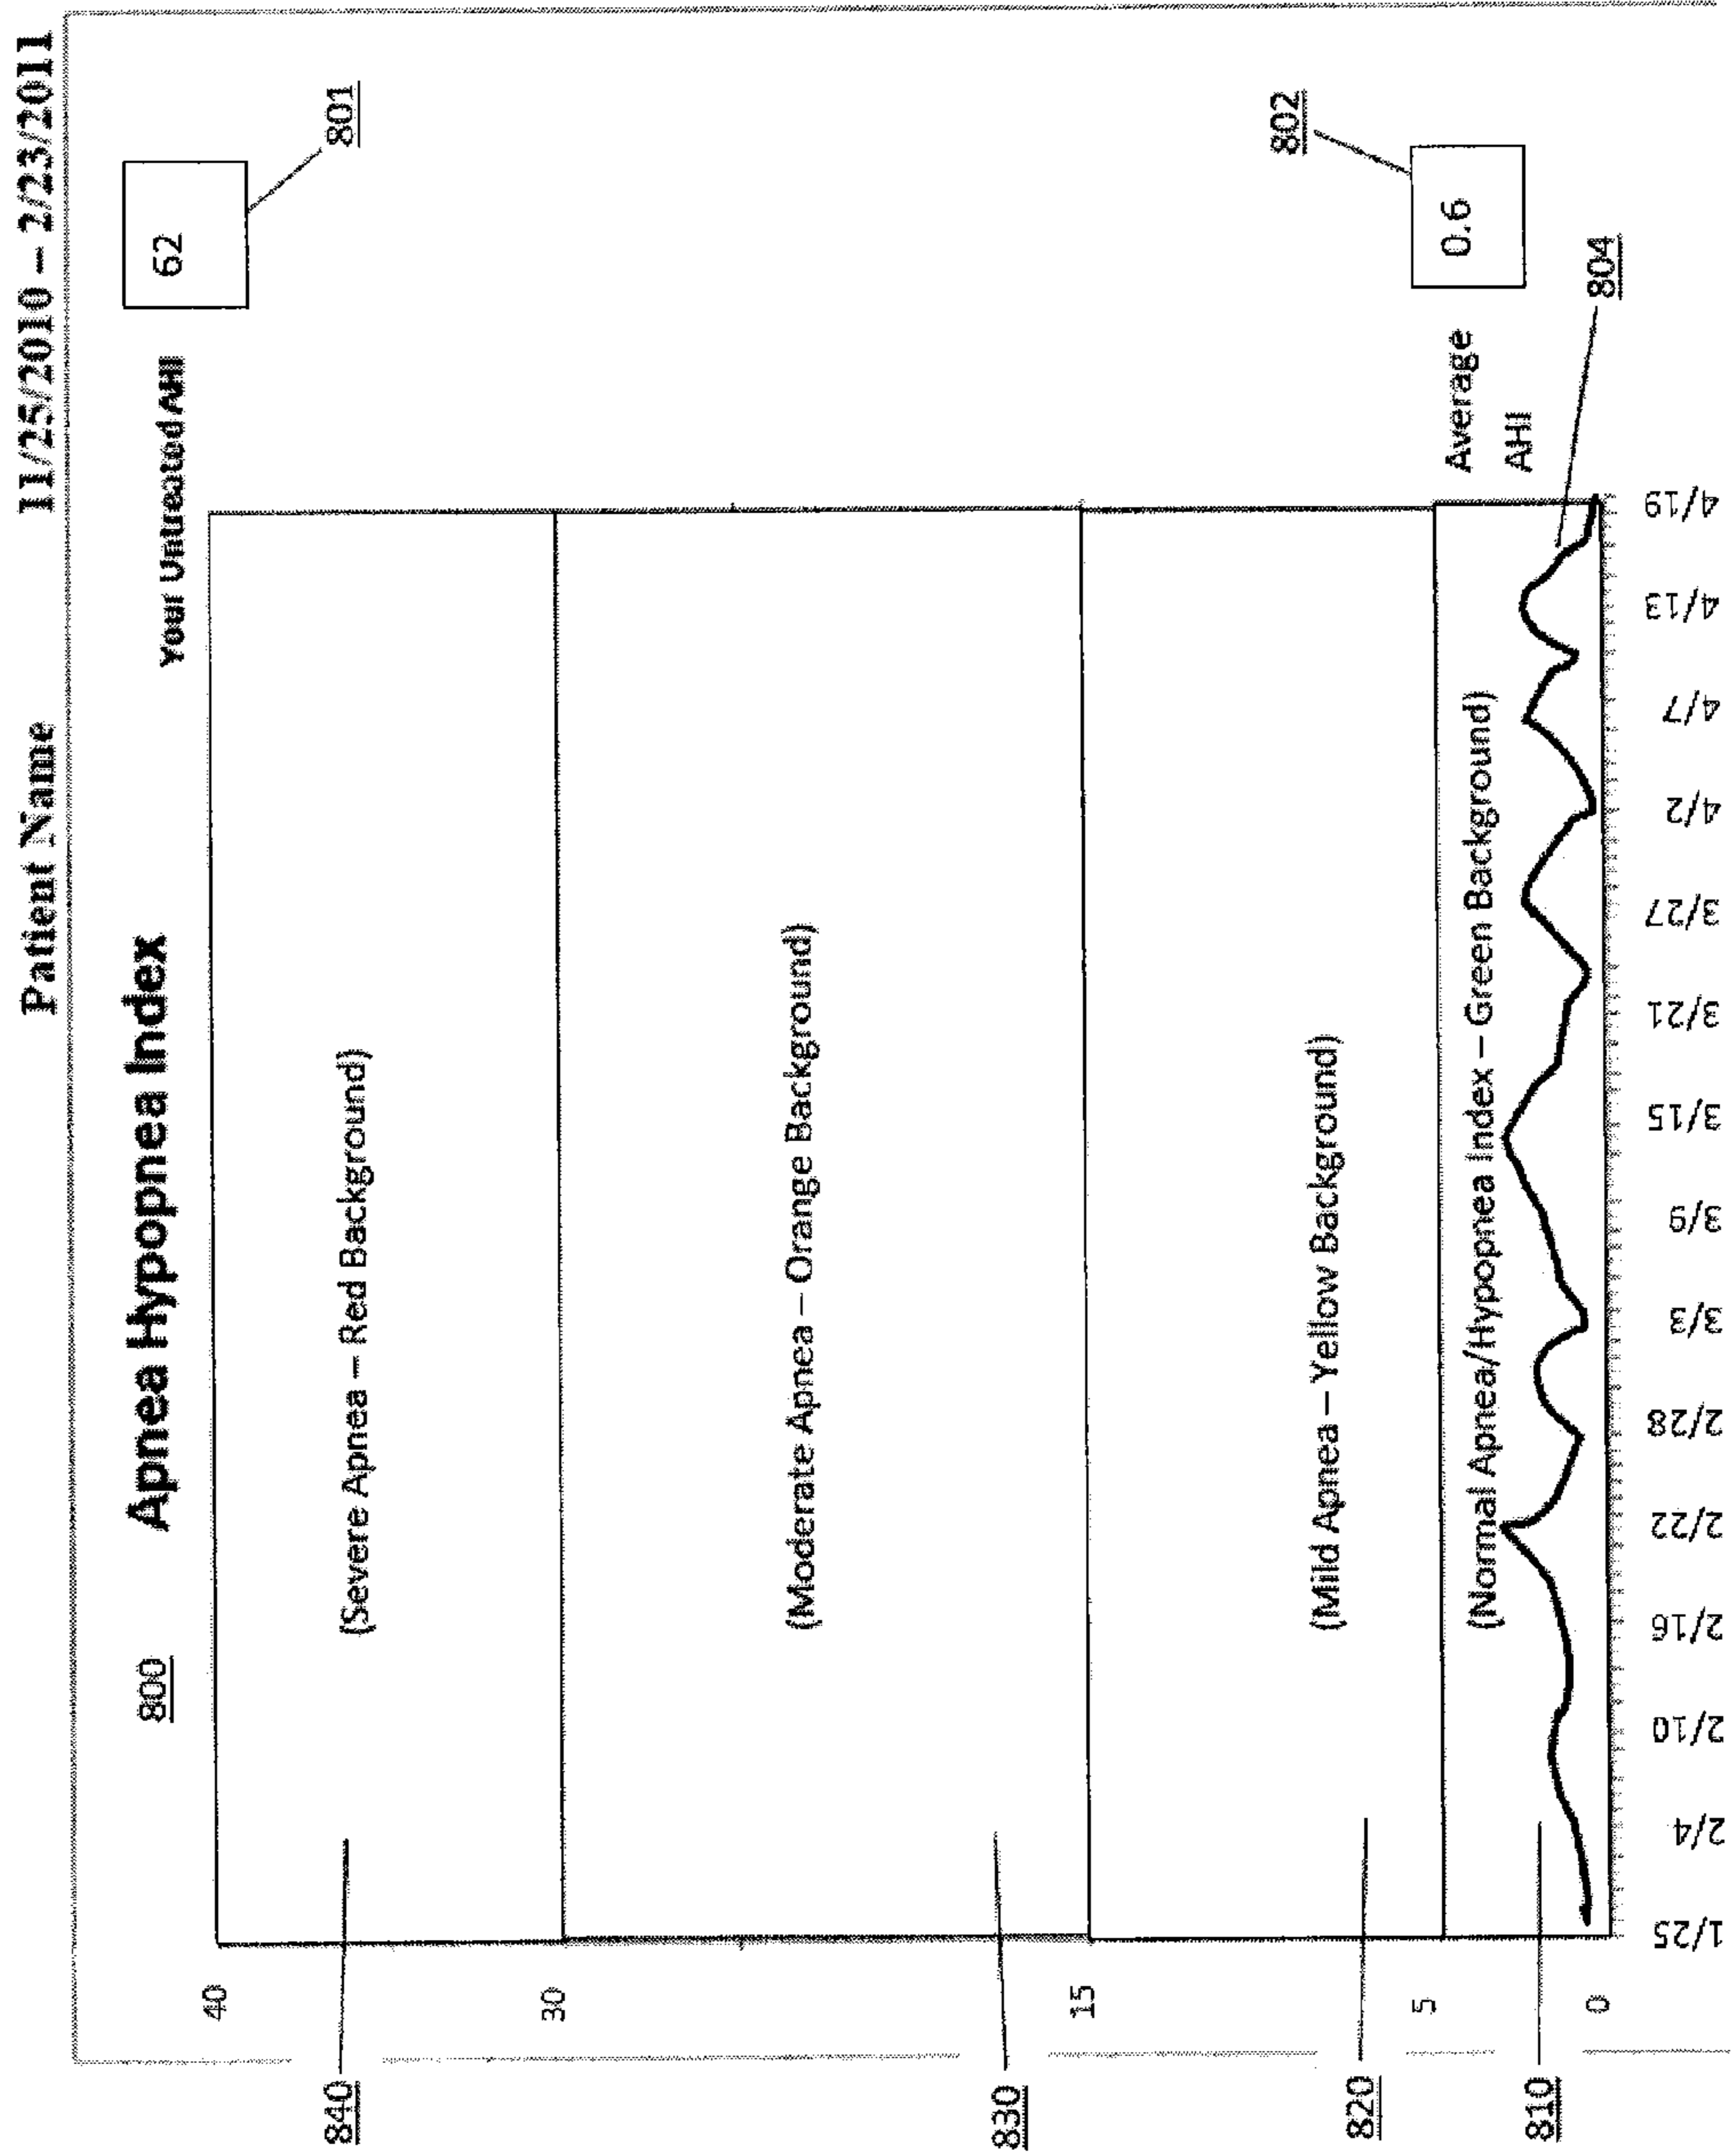 Patient Name 11/25/2010 – 2/23/2011
800 Apnea Hypopnea Index
Your Untreated AHI 62
801
40
840 (Severe Apnea – Red Background)
30
(Moderate Apnea – Orange Background)
830
15
(Mild Apnea – Yellow Background)
820
802
5
Average 0.6
AHI
(Normal Apnea/Hypopnea Index – Green Background)
810
804
0
1/25 2/4 2/10 2/16 2/22 2/28 3/3 3/9 3/15 3/21 3/27 4/2 4/7 4/13 4/19